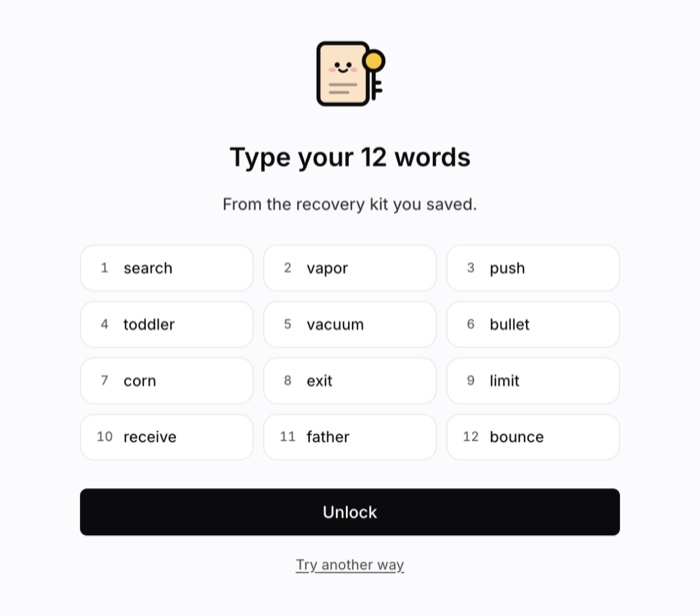 Type your 12 words
From the recovery kit you saved.
1 search 2 vapor 3 push
4 toddler 5 vacuum 6 bullet
7 corn 8 exit 9 limit
10 receive 11 father 12 bounce
Unlock
Try another way